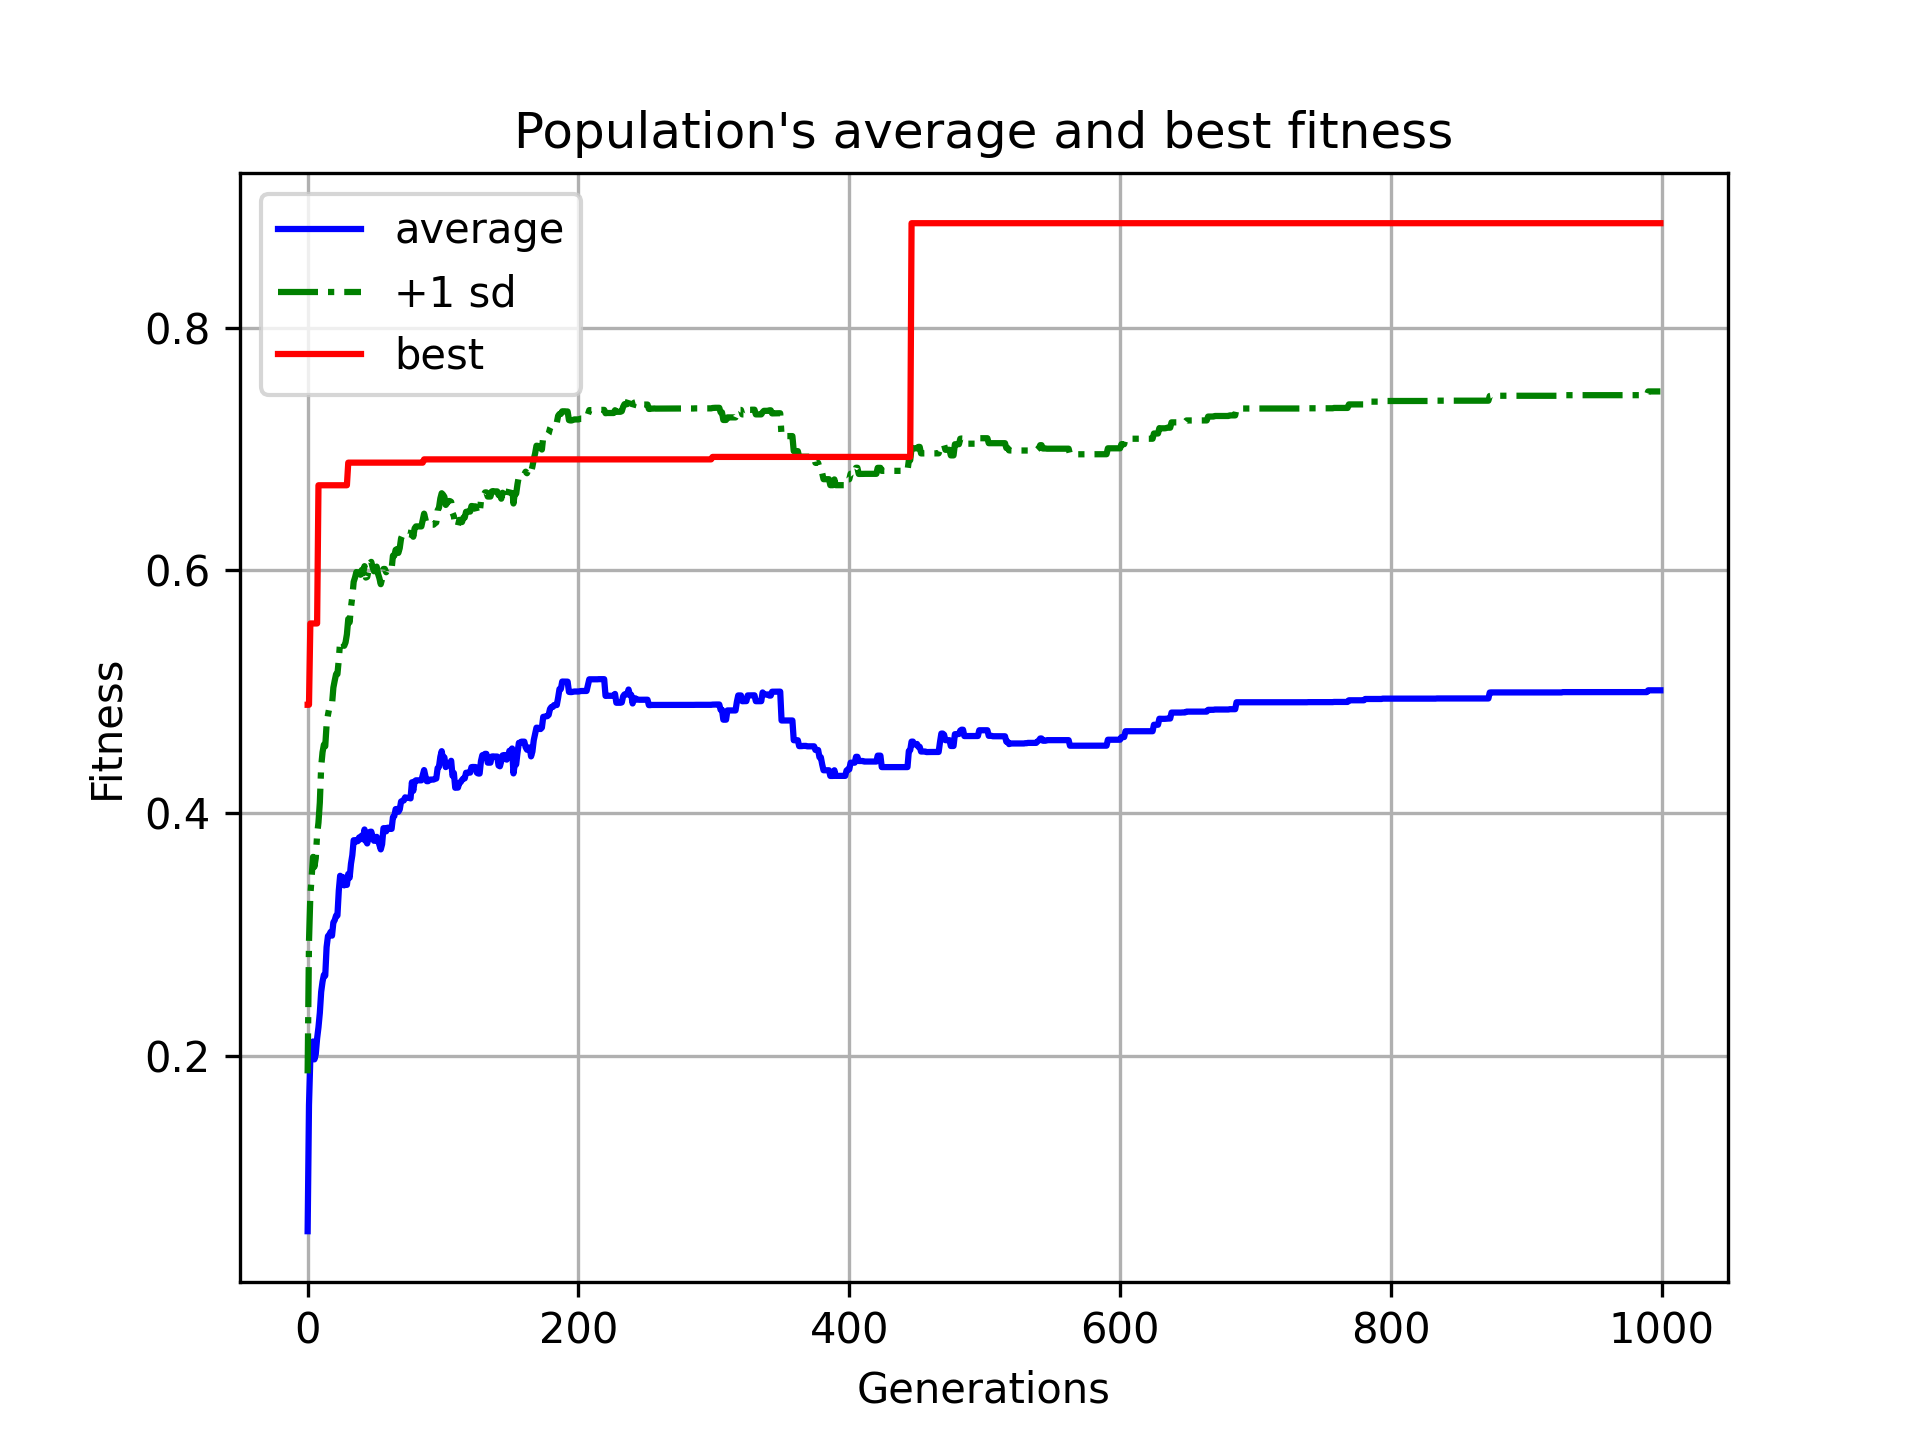 Population's average and best fitness
average
+1 sd
best
0.8
0.6
0.4
0.2
Fitness
0 200 400 600 800 1000
Generations